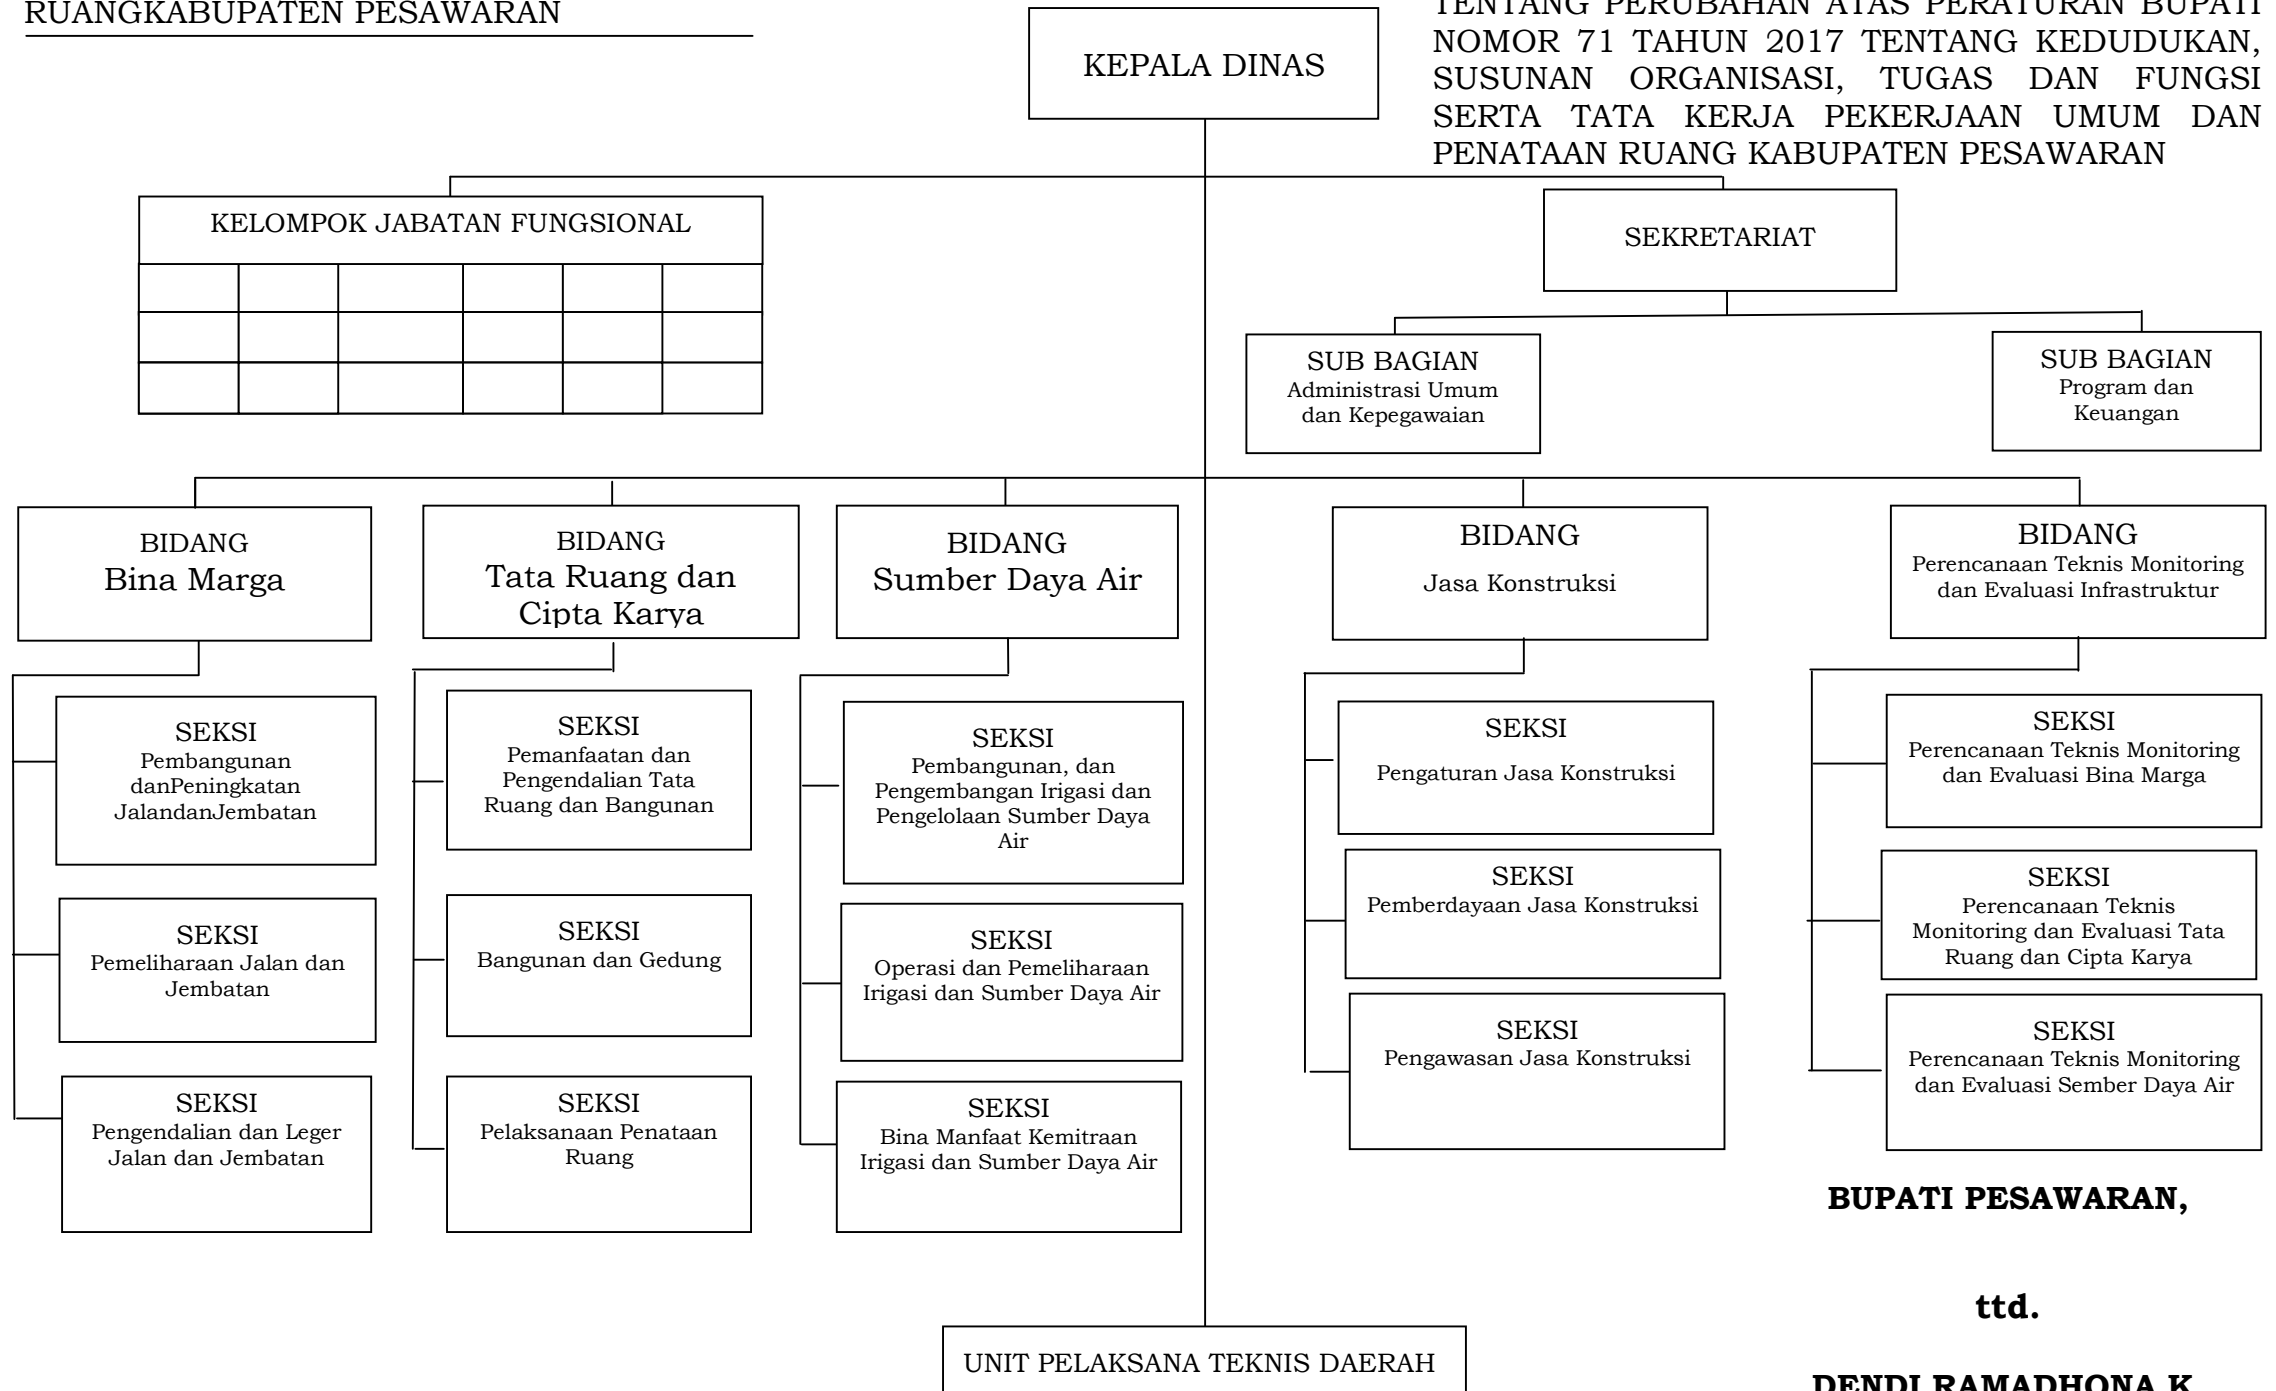 RUANGKABUPATEN PESAWARAN
TENTANG PERUBAHAN ATAS PERATURAN BUPATI
NOMOR 71 TAHUN 2017 TENTANG KEDUDUKAN,
SUSUNAN ORGANISASI, TUGAS DAN FUNGSI
SERTA TATA KERJA PEKERJAAN UMUM DAN
PENATAAN RUANG KABUPATEN PESAWARAN
KEPALA DINAS
KELOMPOK JABATAN FUNGSIONAL
SEKRETARIAT
SUB BAGIAN
Administrasi Umum
dan Kepegawaian
SUB BAGIAN
Program dan
Keuangan
BIDANG
Bina Marga
BIDANG
Tata Ruang dan
Cipta Karya
BIDANG
Sumber Daya Air
BIDANG
Jasa Konstruksi
BIDANG
Perencanaan Teknis Monitoring
dan Evaluasi Infrastruktur
SEKSI
Pembangunan
danPeningkatan
JalandanJembatan
SEKSI
Pemeliharaan Jalan dan
Jembatan
SEKSI
Pengendalian dan Leger
Jalan dan Jembatan
SEKSI
Pemanfaatan dan
Pengendalian Tata
Ruang dan Bangunan
SEKSI
Bangunan dan Gedung
SEKSI
Pelaksanaan Penataan
Ruang
SEKSI
Pembangunan, dan
Pengembangan Irigasi dan
Pengelolaan Sumber Daya
Air
SEKSI
Operasi dan Pemeliharaan
Irigasi dan Sumber Daya Air
SEKSI
Bina Manfaat Kemitraan
Irigasi dan Sumber Daya Air
SEKSI
Pengaturan Jasa Konstruksi
SEKSI
Pemberdayaan Jasa Konstruksi
SEKSI
Pengawasan Jasa Konstruksi
SEKSI
Perencanaan Teknis Monitoring
dan Evaluasi Bina Marga
SEKSI
Perencanaan Teknis
Monitoring dan Evaluasi Tata
Ruang dan Cipta Karya
SEKSI
Perencanaan Teknis Monitoring
dan Evaluasi Sember Daya Air
UNIT PELAKSANA TEKNIS DAERAH
BUPATI PESAWARAN,
ttd.
DENDI RAMADHONA K